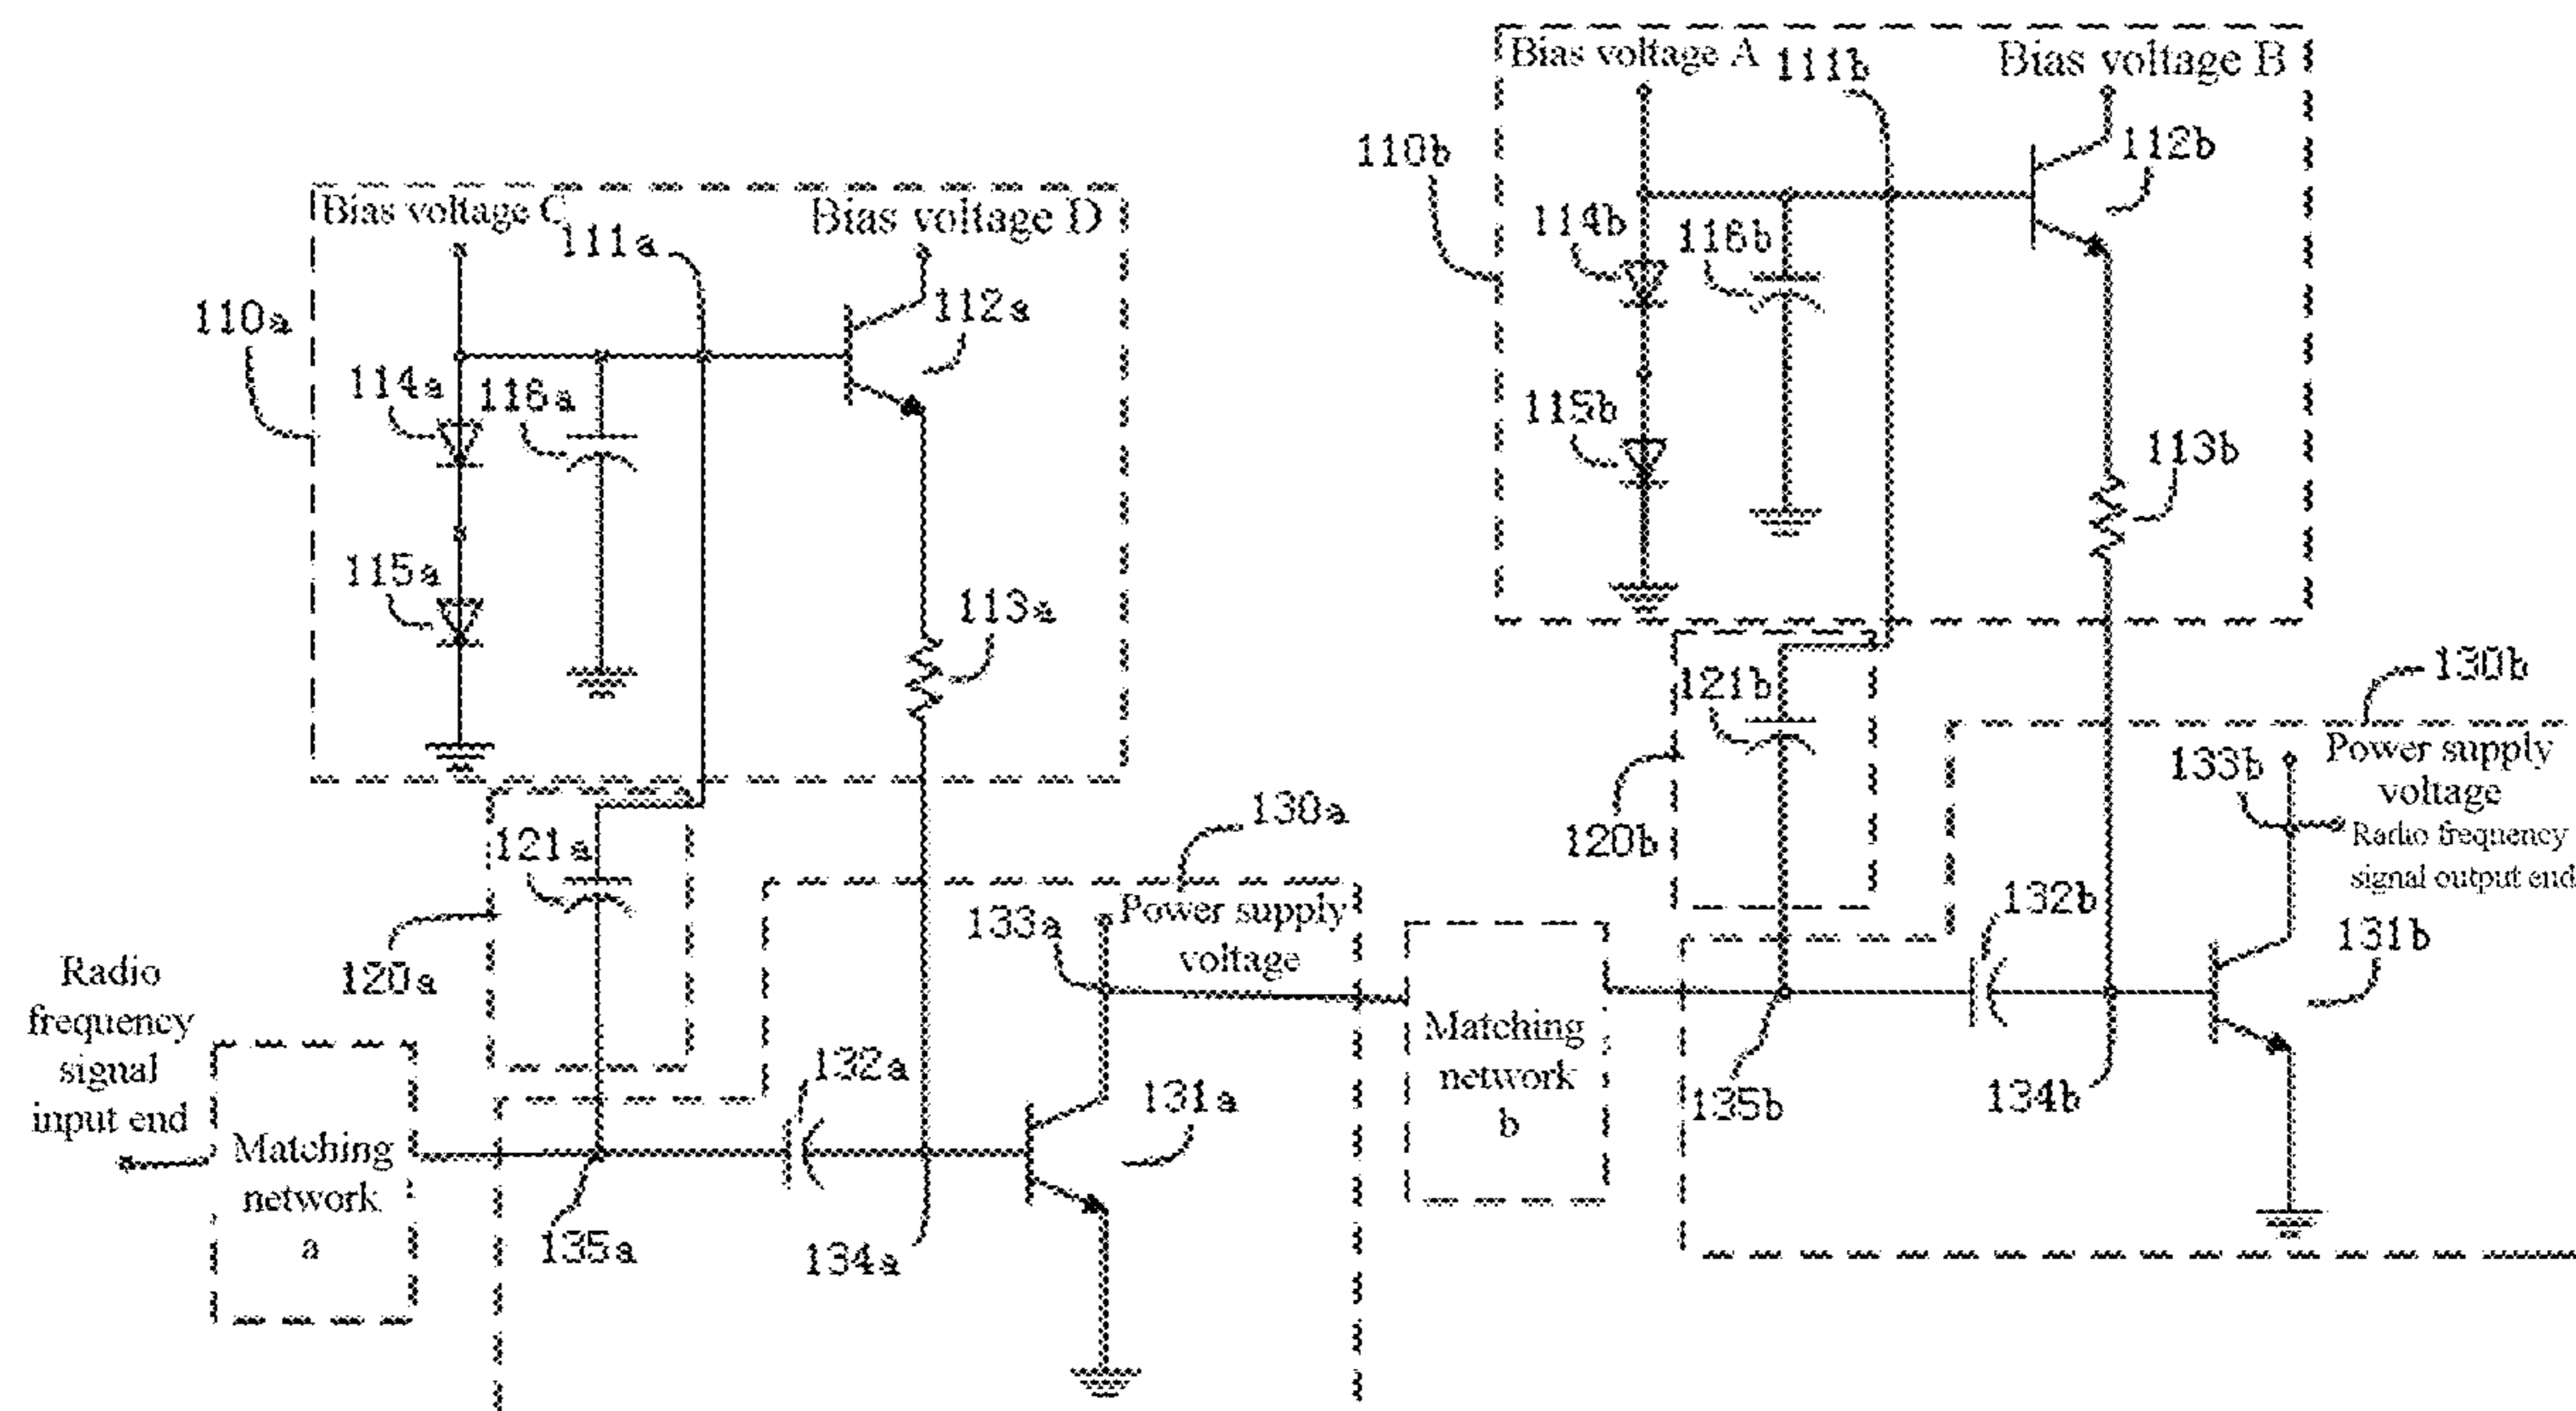 Bias voltage A
111b
Bias voltage B
110b
112b
114b
116b
115b
113b
Bias voltage C
111a
Bias voltage D
110a
112a
114a
116a
115a
113a
121b
120b
130b
133b
Power supply
voltage
Radio frequency
signal output end
132b
131b
135b
134b
121a
120a
130a
133a
Power supply
voltage
Matching
network
b
Radio
frequency
signal
input end
Matching
network
a
132a
131a
135a
134a